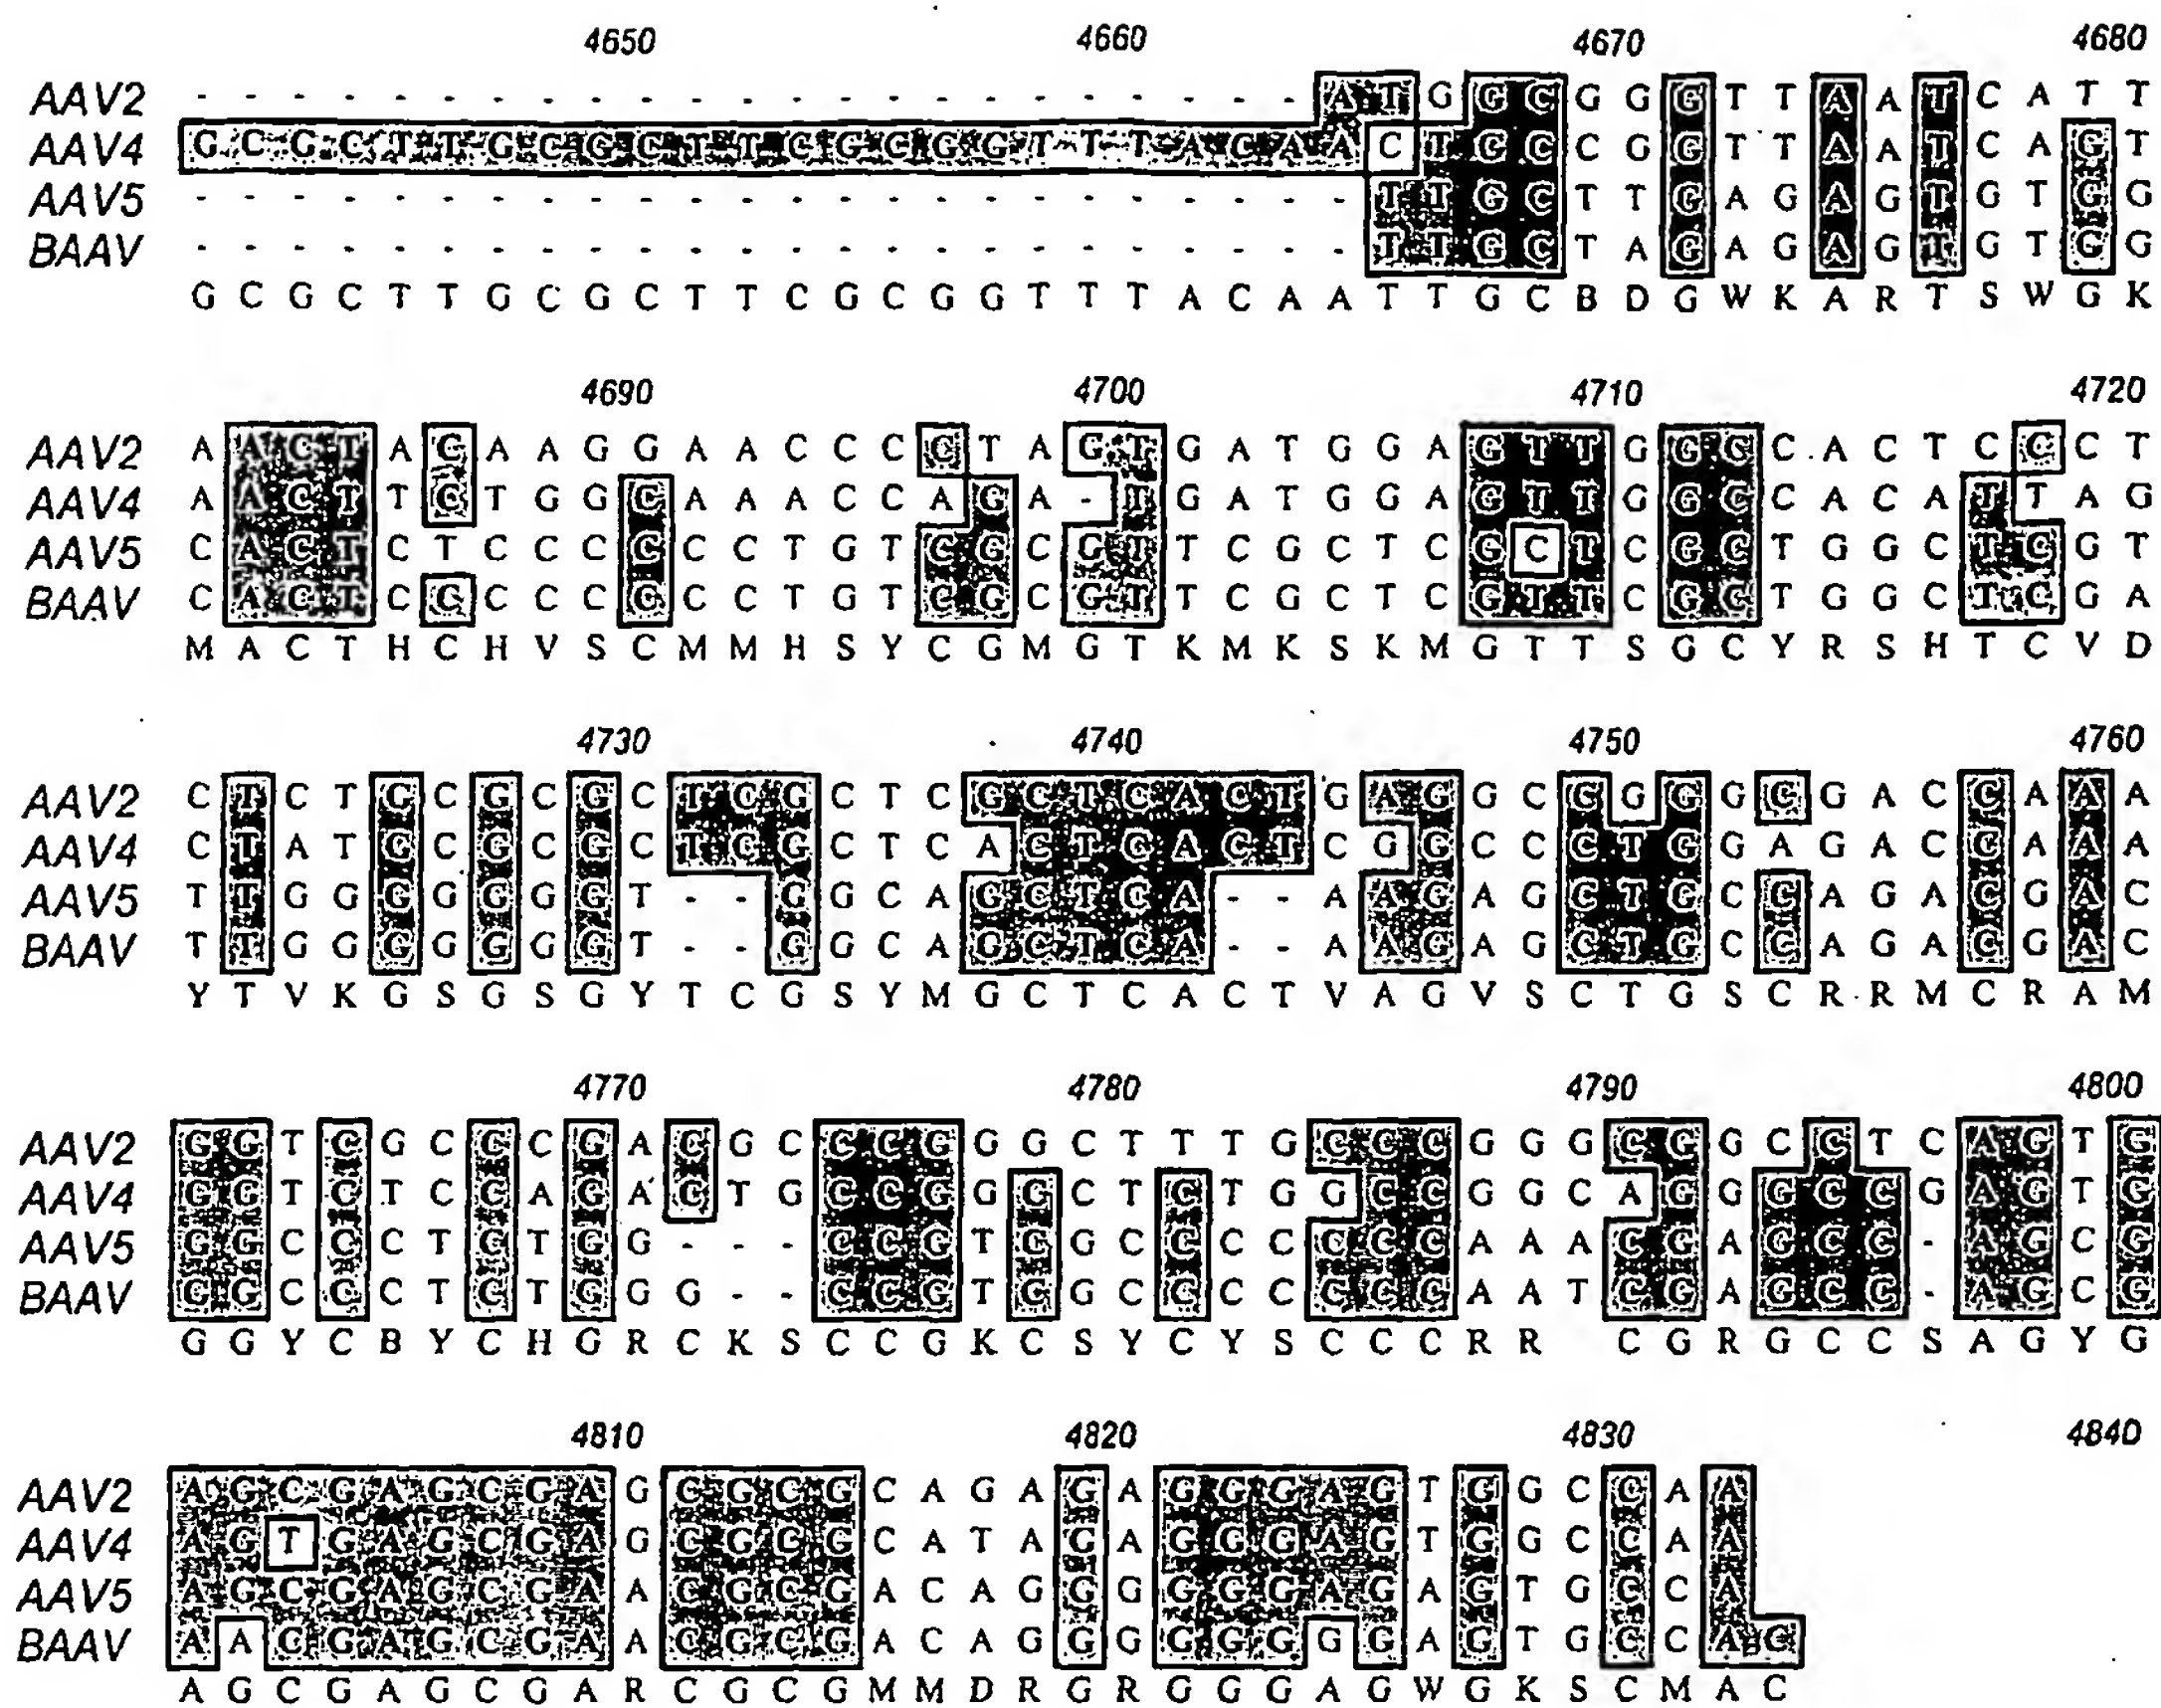 4650 4660 4670 4680
AAV2 - - - - - - - - - - - - - - - - - - - - - - - A T G G C G G G T T A A T C A T T
AAV4 G C G C T T G C G C T T C G C G G T T T A C A A C T G C C G G T T A A T C A G T
AAV5 - - - - - - - - - - - - - - - - - - - - - - - - T T G C T T G A G A G T G T G G
BAAV - - - - - - - - - - - - - - - - - - - - - - - - T T G C T A G A G A G T G T G G
G C G C T T G C G C T T C G C G G T T T A C A A T T G C B D G W K A R T S W G K
4690 4700 4710 4720
AAV2 A A C T A C A A G G A A C C C C T A G T G A T G G A G T T G G C C A C T C C C T
AAV4 A A C T T C T G G C A A A C C A G A - T G A T G G A G T T G G C C A C A T T A G
AAV5 C A C T C T C C C C C C T G T C G C G T T C G C T C G C T C G C T G G C T C G T
BAAV C A C T C C C C C C C C T G T C G C G T T C G C T C G T T C G C T G G C T C G A
M A C T H C H V S C M M H S Y C G M G T K M K S K M G T T S G C Y R S H T C V D
4730 4740 4750 4760
AAV2 C T C T G C G C G C T C G C T C G C T C A C T G A G G C C G G G C G A C C A A A
AAV4 C T A T G C G C G C T C G C T C A C T C A C T C G G C C C T G G A G A C C A A A
AAV5 T T G G G G G G G T - - G G C A G C T C A - - A A G A G C T G C C A G A C G A C
BAAV T T G G G G G G G T - - G G C A G C T C A - - A A G A G C T G C C A G A C G A C
Y T V K G S G S G Y T C G S Y M G C T C A C T V A G V S C T G S C R R M C R A M
4770 4780 4790 4800
AAV2 G G T C G C C C G A C G C C C G G G C T T T G C C C G G G C G G C C T C A G T G
AAV4 G G T C T C C A G A C T G C C G G C C T C T G G C C G G C A G G G C C G A G T G
AAV5 G G C C C T C T G G - - - C C G T C G C C C C C C C A A A C G A G C C - A G C G
BAAV G G C C C T C T G G G - - C C G T C G C C C C C C C A A T C G A G C C - A G C G
G G Y C B Y C H G R C K S C C G K C S Y C Y S C C C R R C G R G C C S A G Y G
4810 4820 4830 4840
AAV2 A G C G A G C G A G C G C G C A G A G A G G G A G T G G C C A A
AAV4 A G T G A G C G A G C G C G C A T A G A G G G A G T G G C C A A
AAV5 A G C G A G C G A A C G C G A C A G G G G G G A G A G T G C C A
BAAV A A C G A G C G A A C G C G A C A G G G G G G G G A G T G C C A C
A G C G A G C G A R C G C G M M D R G R G G G A G W G K S C M A C